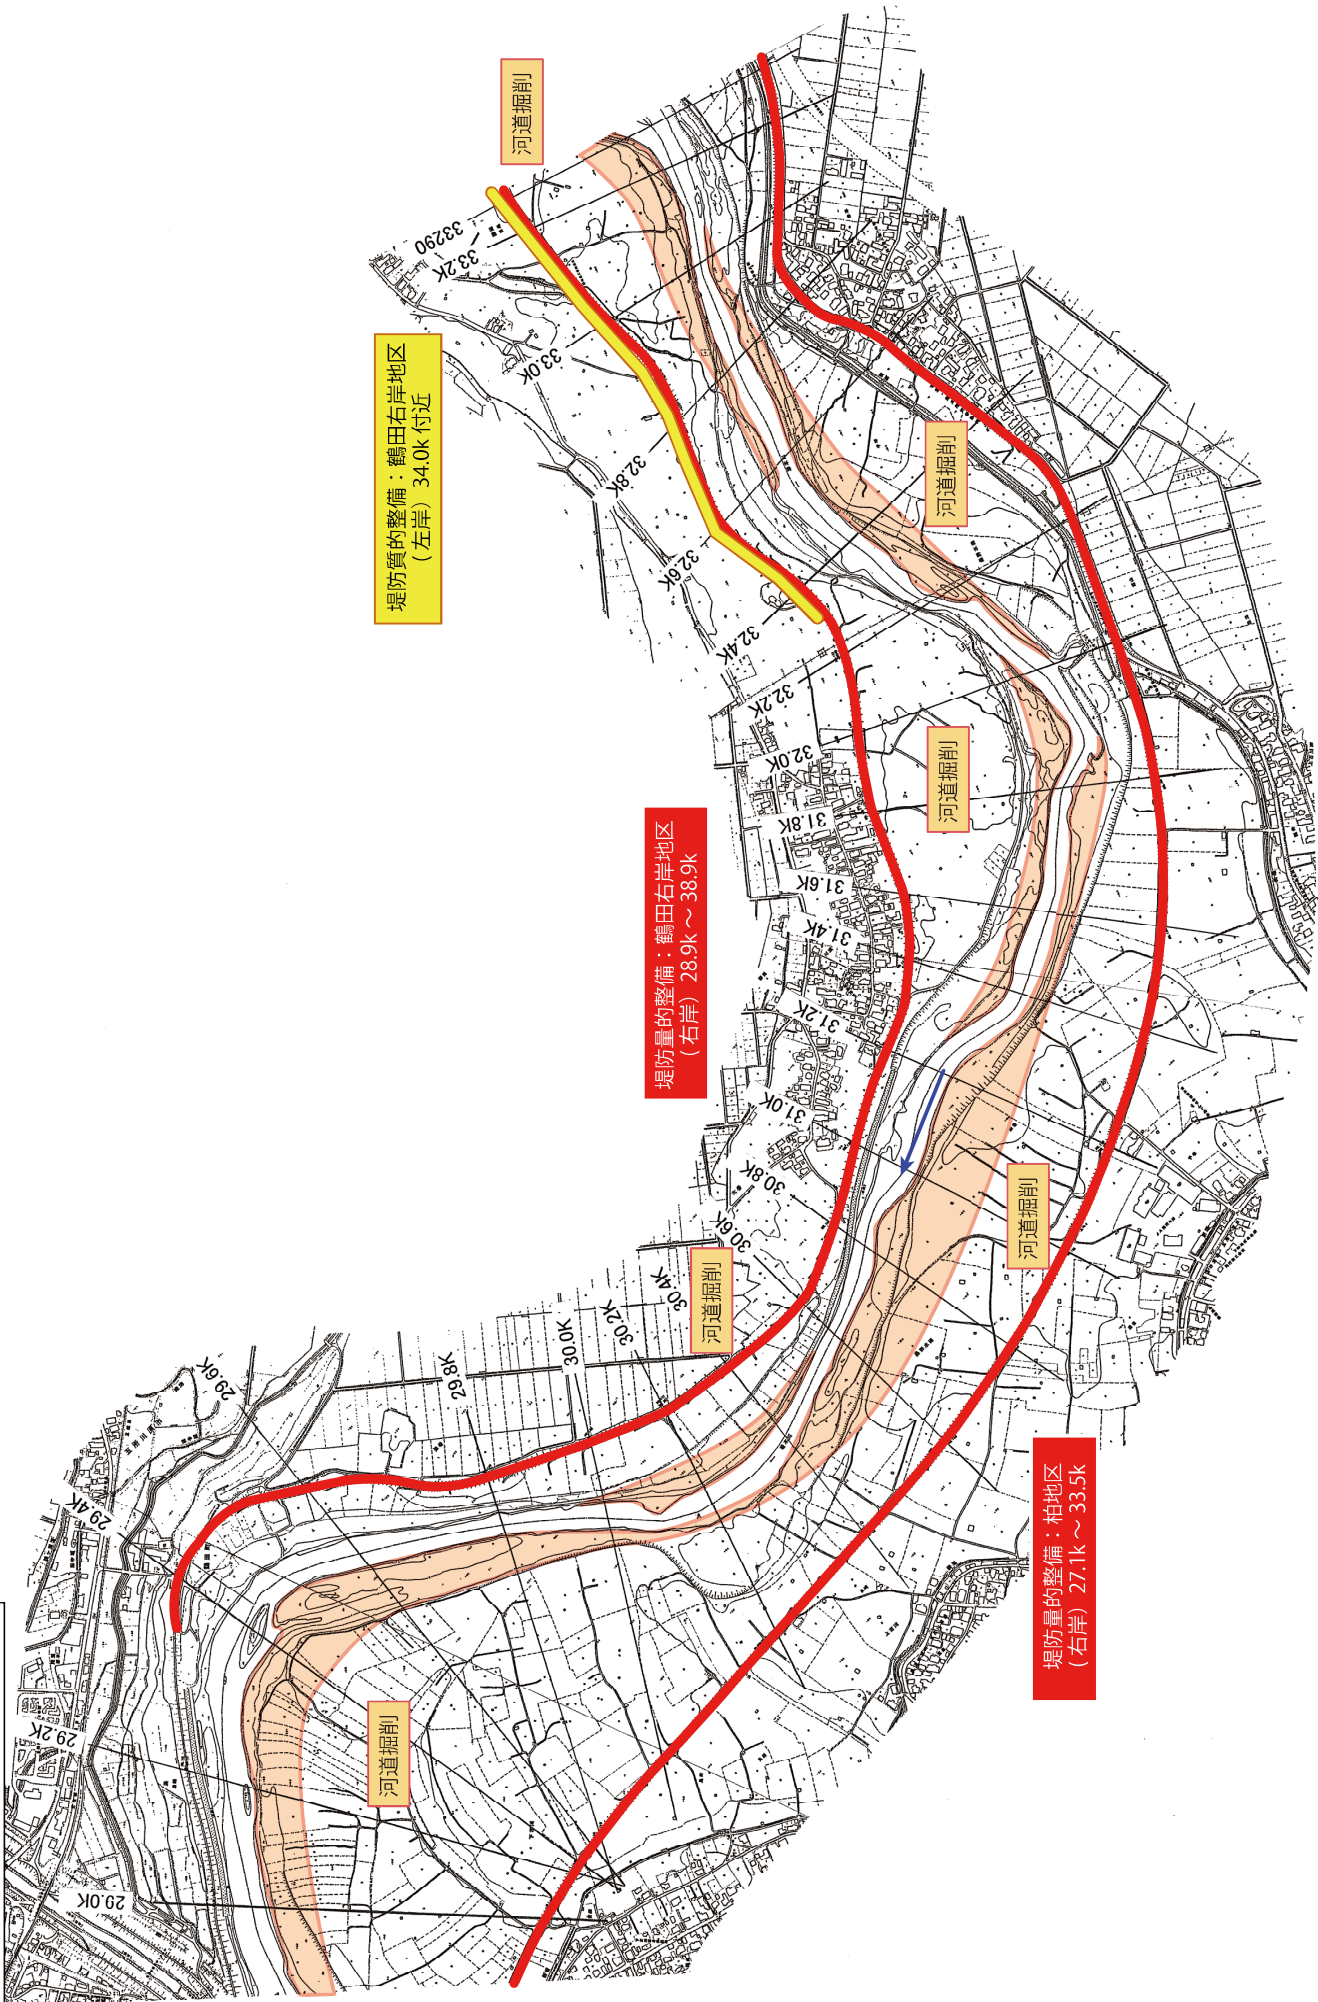 河道掘削
33290
33.2K
33.0K
堤防質的整備：鶴田右岸地区
（左岸）34.0k 付近
32.8K
32.6K
32.4K
32.2K
32.0K
31.8K
31.6K
31.4K
31.2K
31.0K
30.8K
30.6K
30.4K
30.2K
30.0K
29.8K
29.6K
29.4K
29.2K
29.0K
河道掘削
河道掘削
堤防量的整備：鶴田右岸地区
（右岸）28.9k ～ 38.9k
河道掘削
河道掘削
堤防量的整備：柏地区
（右岸）27.1k ～ 33.5k
河道掘削